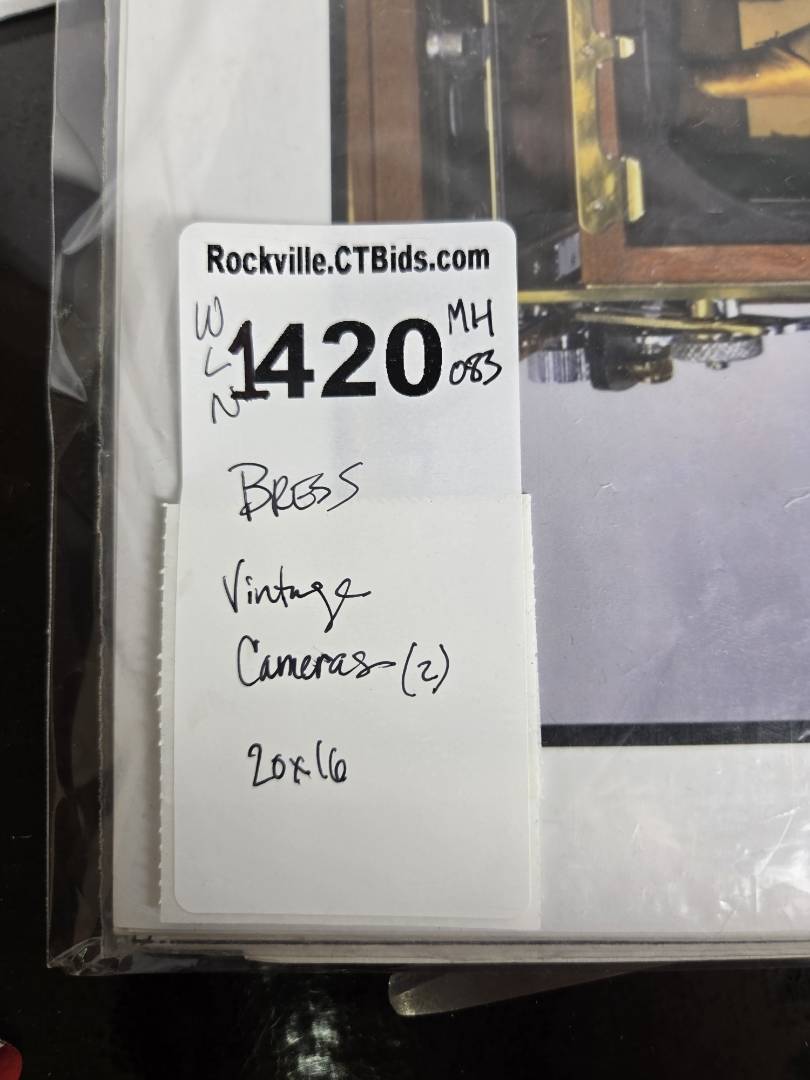 Rockville.CTBids.com
W L N 1420 MH 083
BRESS
Vintage
Cameras (2)
20x16